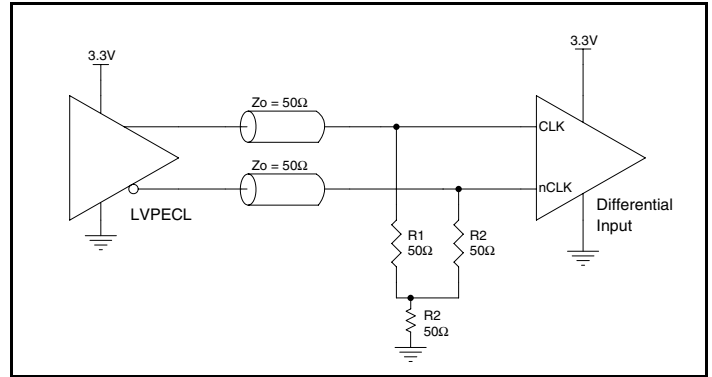 3.3V
3.3V
Zo = 50Ω
CLK
Zo = 50Ω
nCLK
LVPECL
Differential
Input
R1
50Ω
R2
50Ω
R2
50Ω